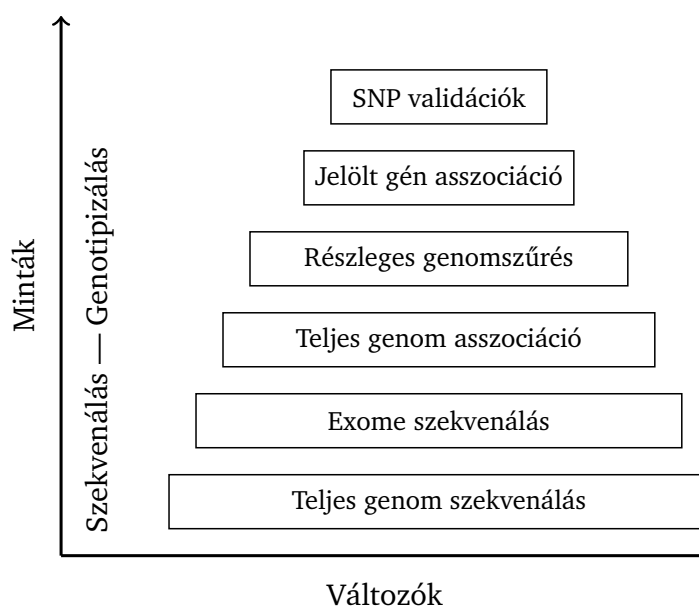 SNP validációk
Jelölt gén asszociáció
Részleges genomszűrés
Teljes genom asszociáció
Exome szekvenálás
Teljes genom szekvenálás
Minták
Szekvenálás — Genotipizálás
Változók